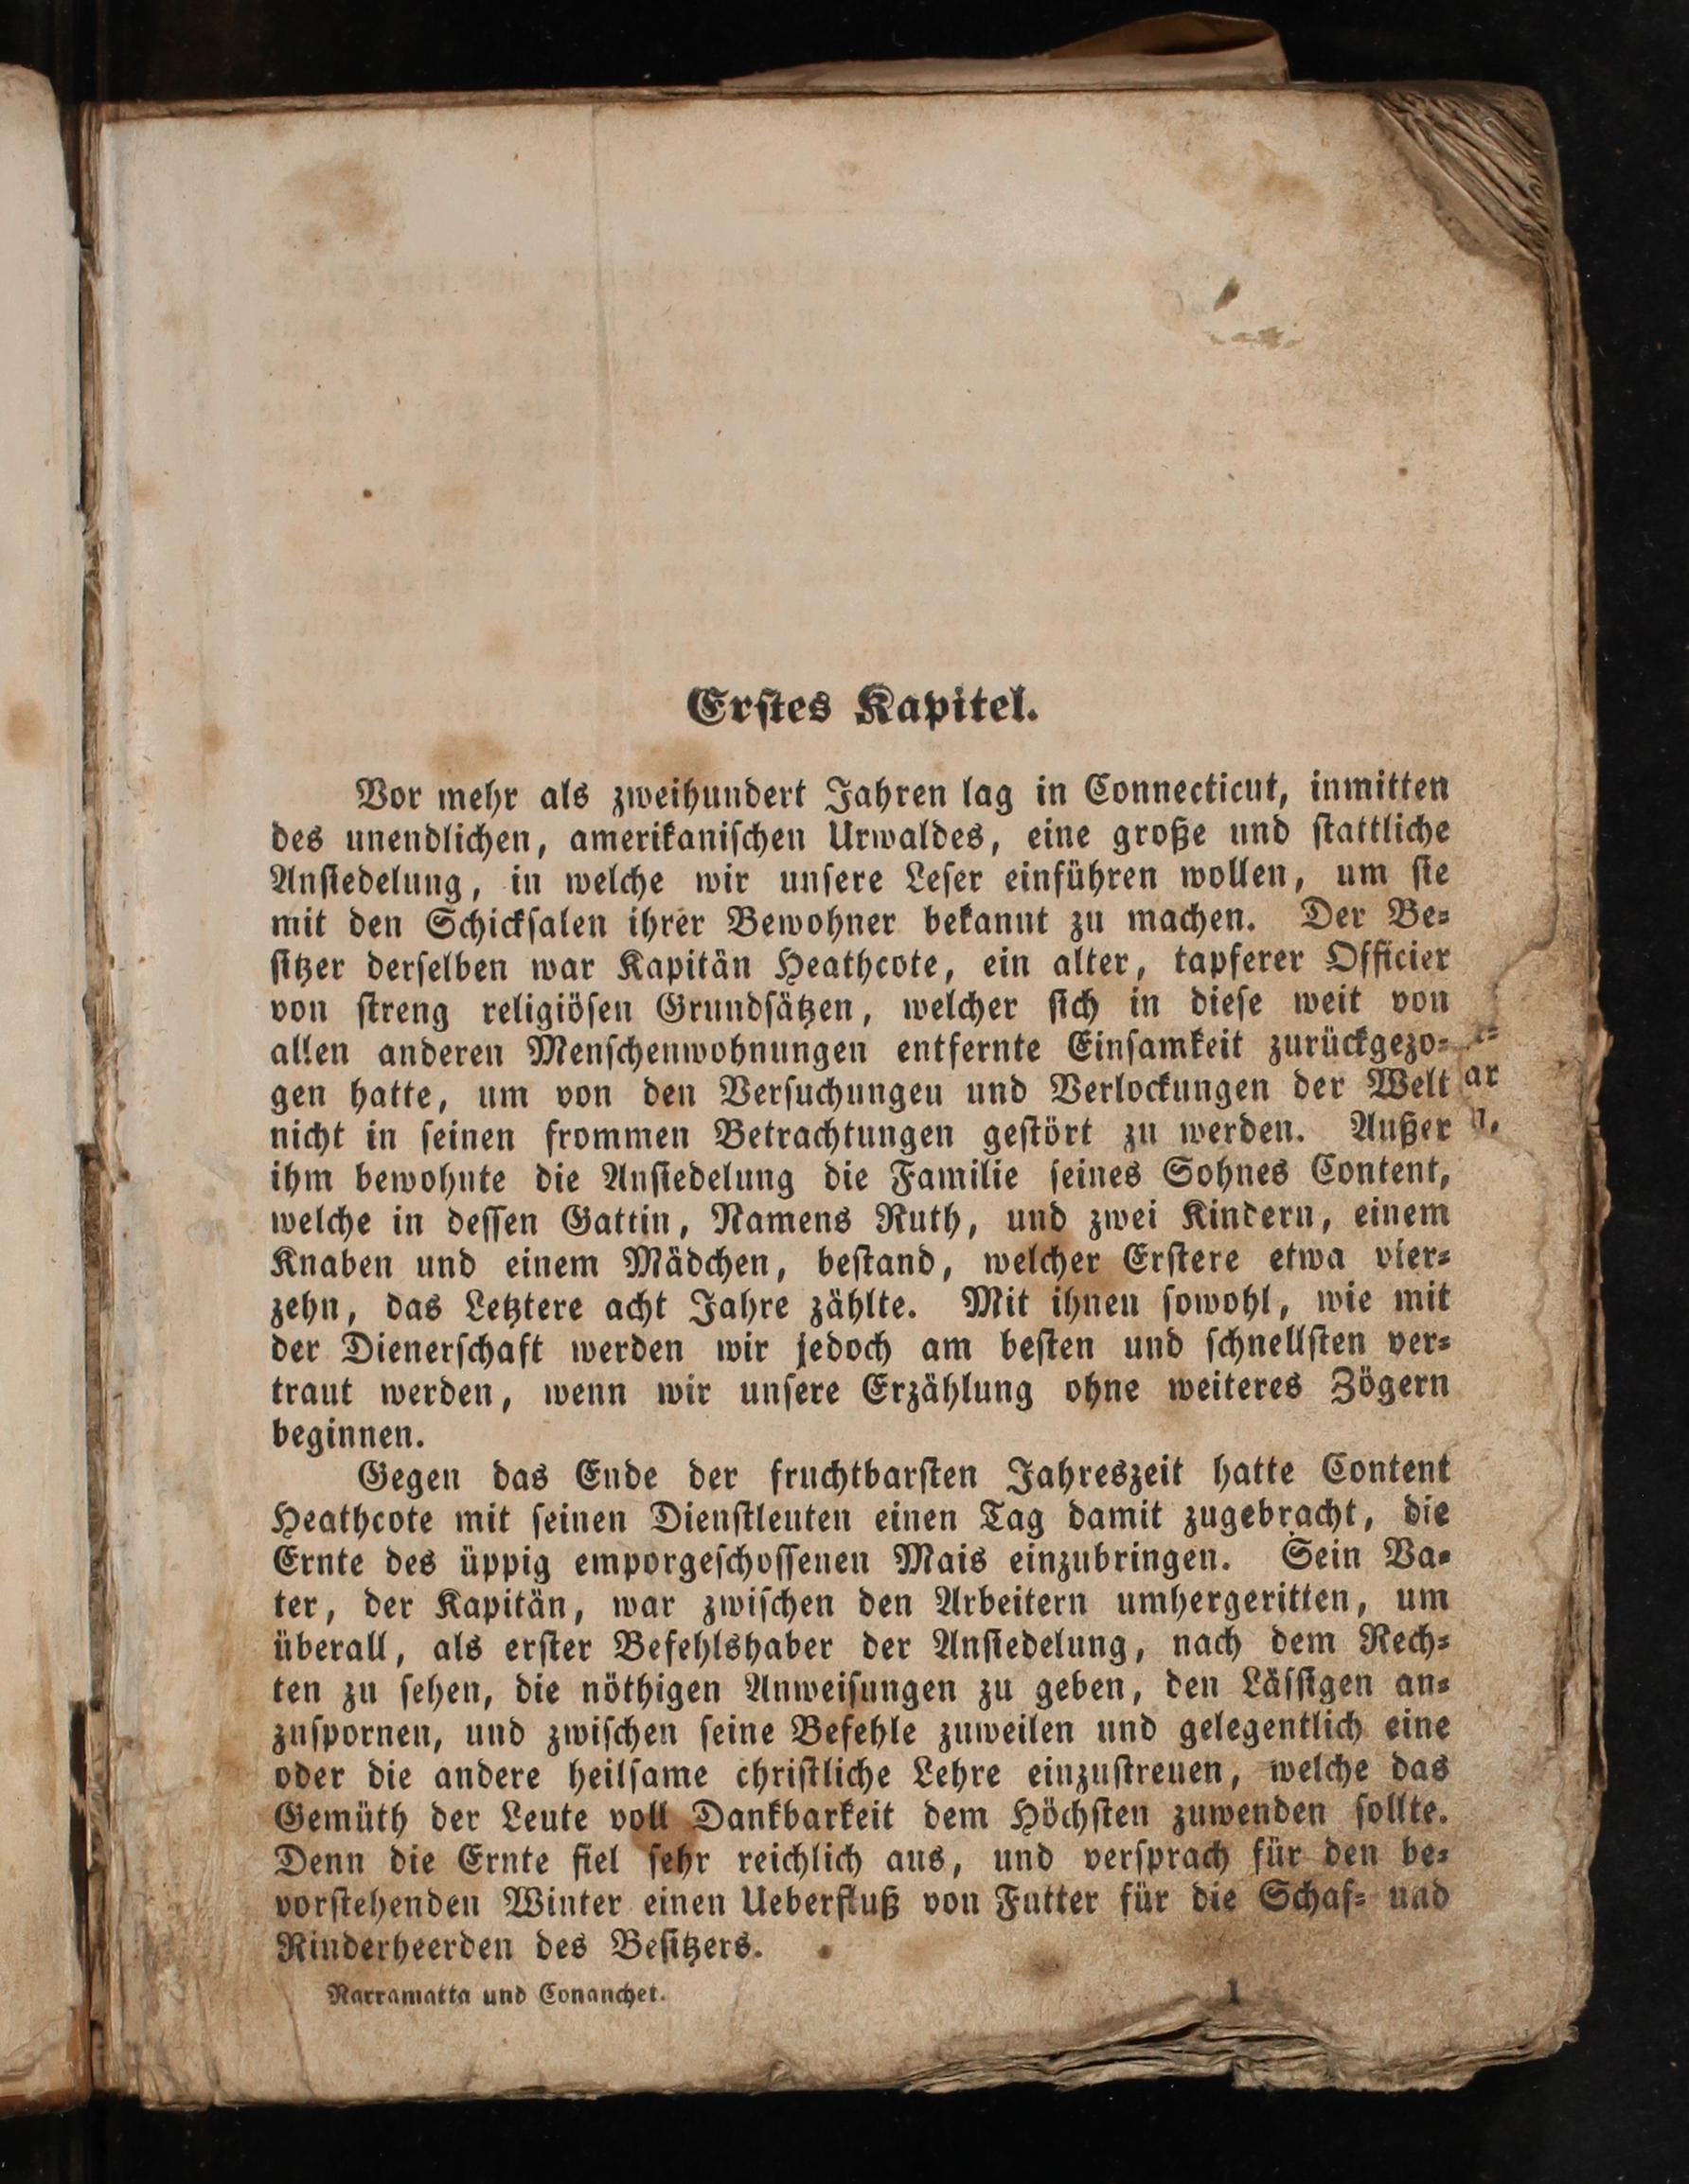 Erstes Kapitel.
Vor mehr als zweihundert Jahren lag in Connecticut, inmitten
des unendlichen, amerikanischen Urwaldes, eine große und stattliche
Ansiedelung, in welche wir unsere Leser einführen wollen, um sie
mit den Schicksalen ihrer Bewohner bekannt zu machen. Der Be-
sitzer derselben war Kapitän Heathcote, ein alter, tapferer Officier
von streng religiösen Grundsätzen, welcher sich in diese weit von
allen anderen Menschenwohnungen entfernte Einsamkeit zurückgezo-
gen hatte, um von den Versuchungen und Verlockungen der Welt
nicht in seinen frommen Betrachtungen gestört zu werden. Außer
ihm bewohnte die Ansiedelung die Familie seines Sohnes Content,
welche in dessen Gattin, Namens Ruth, und zwei Kindern, einem
Knaben und einem Mädchen, bestand, welcher Erstere etwa vier-
zehn, das Letztere acht Jahre zählte. Mit ihnen sowohl, wie mit
der Dienerschaft werden wir jedoch am besten und schnellsten ver-
traut werden, wenn wir unsere Erzählung ohne weiteres Zögern
beginnen.
Gegen das Ende der fruchtbarsten Jahreszeit hatte Content
Heathcote mit seinen Dienstleuten einen Tag damit zugebracht, die
Ernte des üppig emporgeschossenen Mais einzubringen. Sein Va-
ter, der Kapitän, war zwischen den Arbeitern umhergeritten, um
überall, als erster Befehlshaber der Ansiedelung, nach dem Rech-
ten zu sehen, die nöthigen Anweisungen zu geben, den Lässigen an-
zuspornen, und zwischen seine Befehle zuweilen und gelegentlich eine
oder die andere heilsame christliche Lehre einzustreuen, welche das
Gemüth der Leute voll Dankbarkeit dem Höchsten zuwenden sollte.
Denn die Ernte fiel sehr reichlich aus, und versprach für den be-
vorstehenden Winter einen Ueberfluß von Futter für die Schaf- und
Rinderheerden des Besitzers.
Narramatta und Conanchet. 1
ar